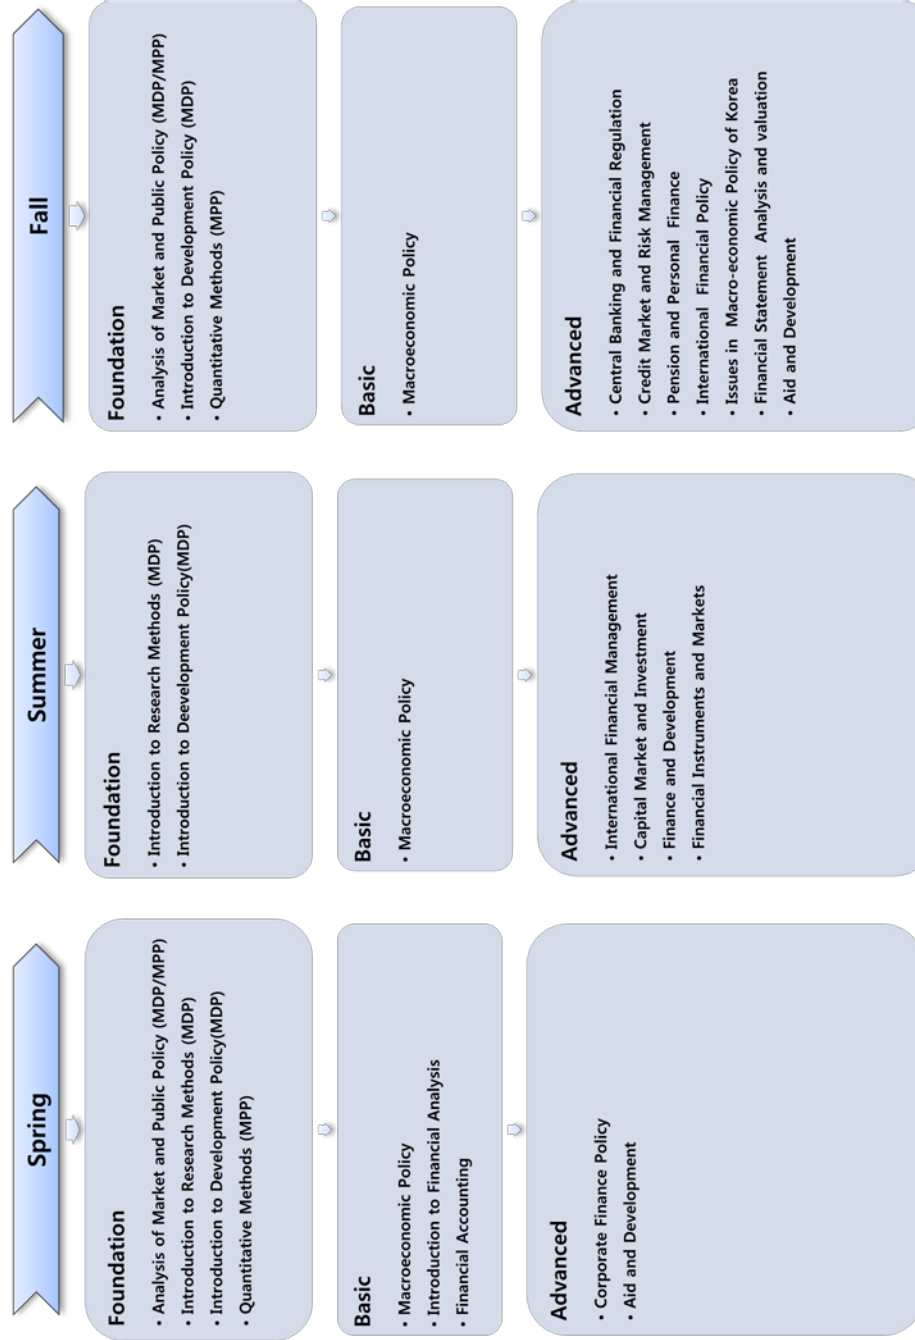 Spring
Foundation
• Analysis of Market and Public Policy (MDP/MPP)
• Introduction to Research Methods (MDP)
• Introduction to Development Policy(MDP)
• Quantitative Methods (MPP)
Basic
• Macroeconomic Policy
• Introduction to Financial Analysis
• Financial Accounting
Advanced
• Corporate Finance Policy
• Aid and Development
Summer
Foundation
• Introduction to Research Methods (MDP)
• Introduction to Deevelopment Policy(MDP)
Basic
• Macroeconomic Policy
Advanced
• International Financial Management
• Capital Market and Investment
• Finance and Development
• Financial Instruments and Markets
Fall
Foundation
• Analysis of Market and Public Policy (MDP/MPP)
• Introduction to Development Policy (MDP)
• Quantitative Methods (MPP)
Basic
• Macroeconomic Policy
Advanced
• Central Banking and Financial Regulation
• Credit Market and Risk Management
• Pension and Personal Finance
• International Financial Policy
• Issues in Macro-economic Policy of Korea
• Financial Statement Analysis and valuation
• Aid and Development